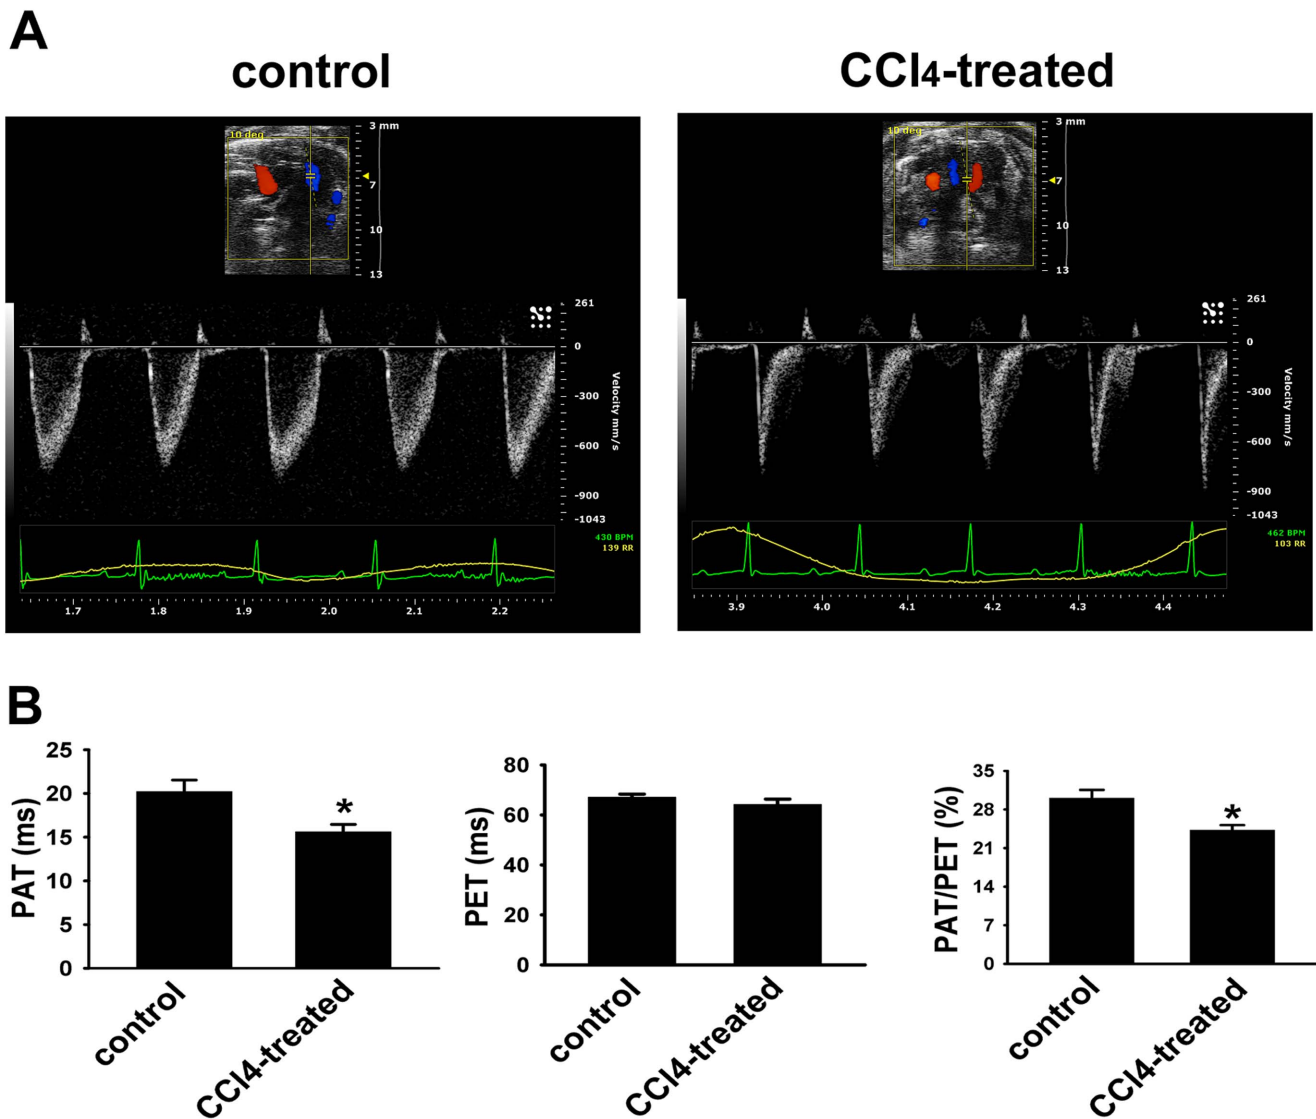 A
control
CCl4-treated
10 deg
3 mm
7
10
13
261
0
-300
-600
-900
-1043
Velocity mm/s
430 BPM
139 RR
1.7 1.8 1.9 2.0 2.1 2.2
10 deg
3 mm
7
10
13
261
0
-300
-600
-900
-1043
Velocity mm/s
462 BPM
103 RR
3.9 4.0 4.1 4.2 4.3 4.4
B
PAT (ms)
25
20
15
10
5
0
*
control
CCl4-treated
PET (ms)
80
60
40
20
0
control
CCl4-treated
PAT/PET (%)
35
28
21
14
7
0
*
control
CCl4-treated